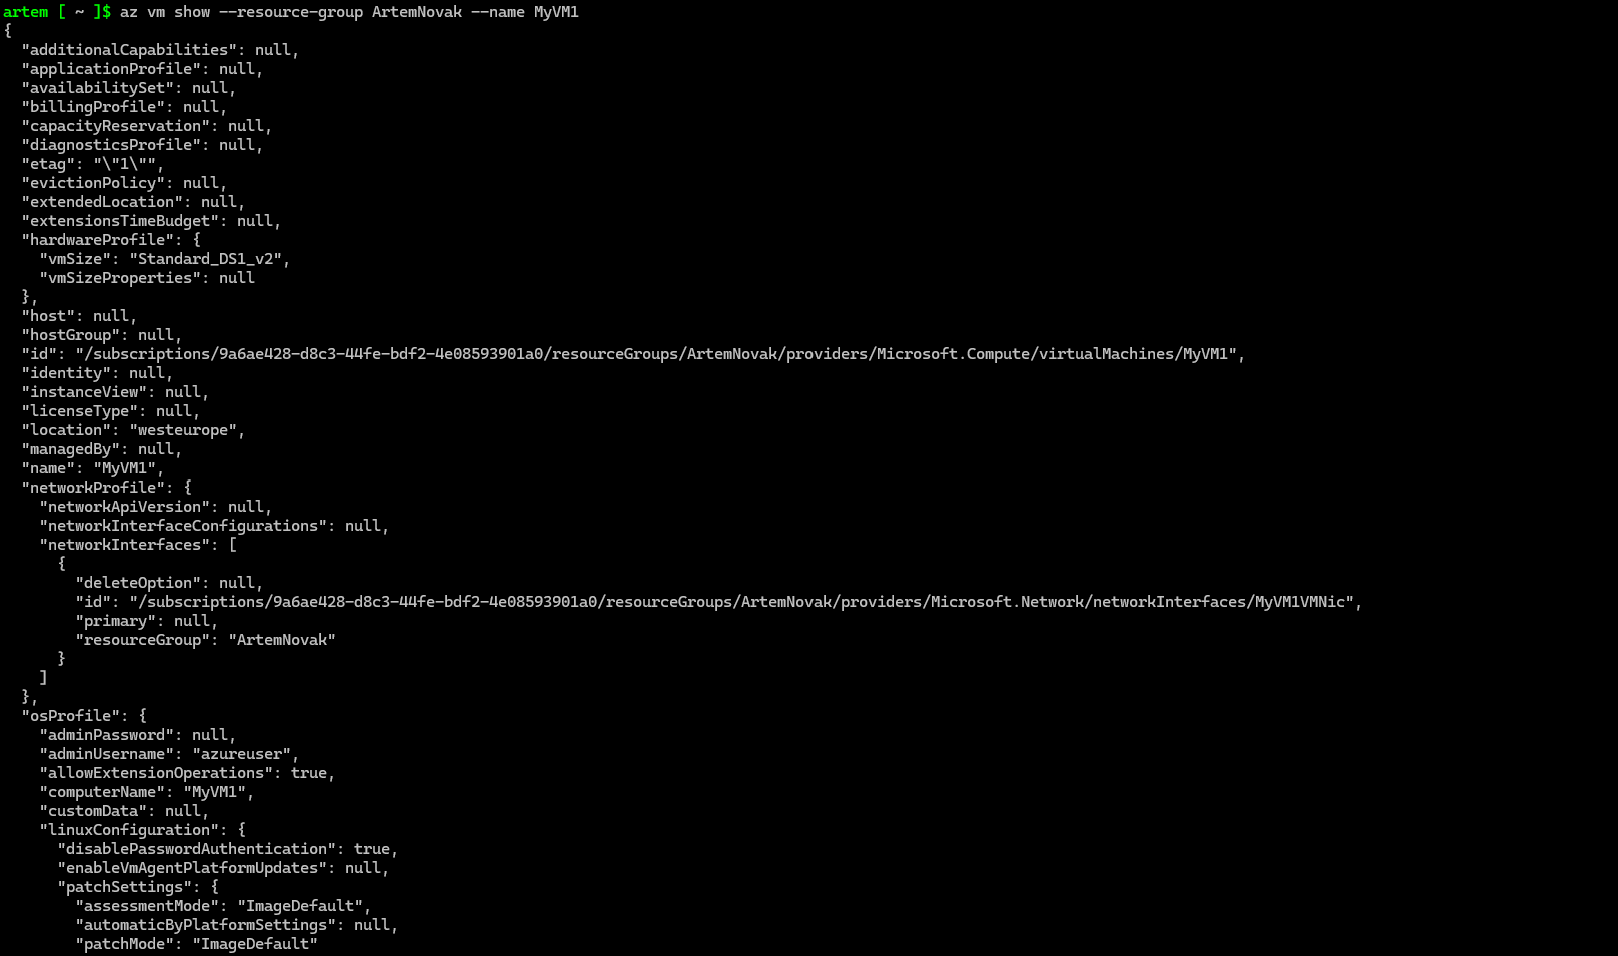 artem [ ~ ]$ az vm show --resource-group ArtemNovak --name MyVM1
{
  "additionalCapabilities": null,
  "applicationProfile": null,
  "availabilitySet": null,
  "billingProfile": null,
  "capacityReservation": null,
  "diagnosticsProfile": null,
  "etag": "\"1\"",
  "evictionPolicy": null,
  "extendedLocation": null,
  "extensionsTimeBudget": null,
  "hardwareProfile": {
    "vmSize": "Standard_DS1_v2",
    "vmSizeProperties": null
  },
  "host": null,
  "hostGroup": null,
  "id": "/subscriptions/9a6ae428-d8c3-44fe-bdf2-4e08593901a0/resourceGroups/ArtemNovak/providers/Microsoft.Compute/virtualMachines/MyVM1",
  "identity": null,
  "instanceView": null,
  "licenseType": null,
  "location": "westeurope",
  "managedBy": null,
  "name": "MyVM1",
  "networkProfile": {
    "networkApiVersion": null,
    "networkInterfaceConfigurations": null,
    "networkInterfaces": [
      {
        "deleteOption": null,
        "id": "/subscriptions/9a6ae428-d8c3-44fe-bdf2-4e08593901a0/resourceGroups/ArtemNovak/providers/Microsoft.Network/networkInterfaces/MyVM1VMNic",
        "primary": null,
        "resourceGroup": "ArtemNovak"
      }
    ]
  },
  "osProfile": {
    "adminPassword": null,
    "adminUsername": "azureuser",
    "allowExtensionOperations": true,
    "computerName": "MyVM1",
    "customData": null,
    "linuxConfiguration": {
      "disablePasswordAuthentication": true,
      "enableVmAgentPlatformUpdates": null,
      "patchSettings": {
        "assessmentMode": "ImageDefault",
        "automaticByPlatformSettings": null,
        "patchMode": "ImageDefault"